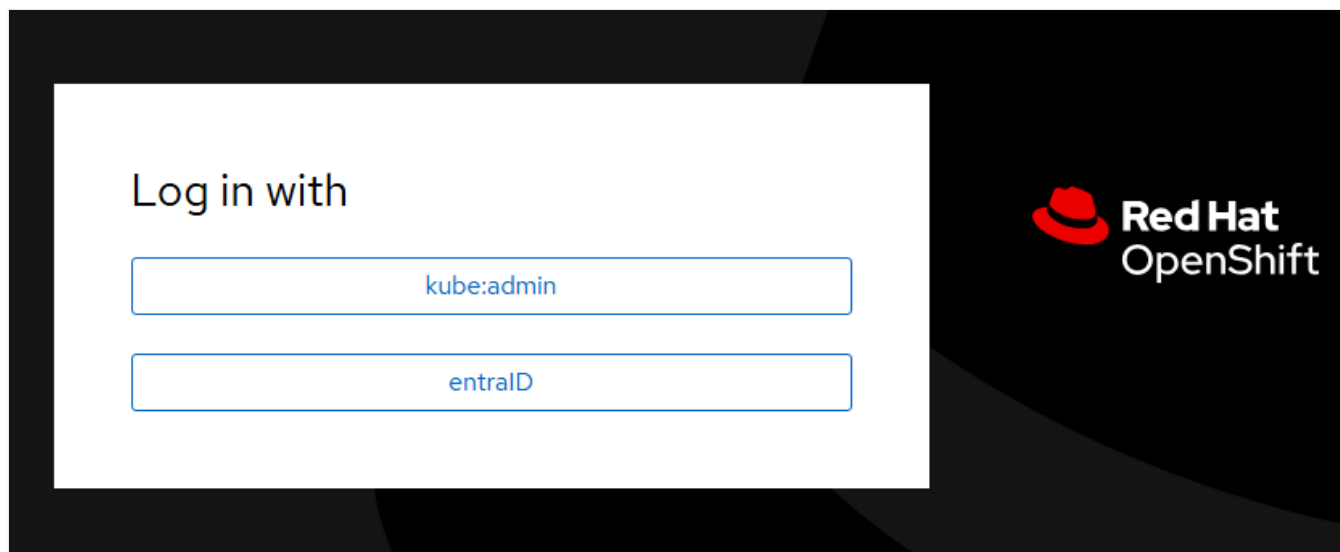 Log in with
kube:admin
entraID
Red Hat
OpenShift